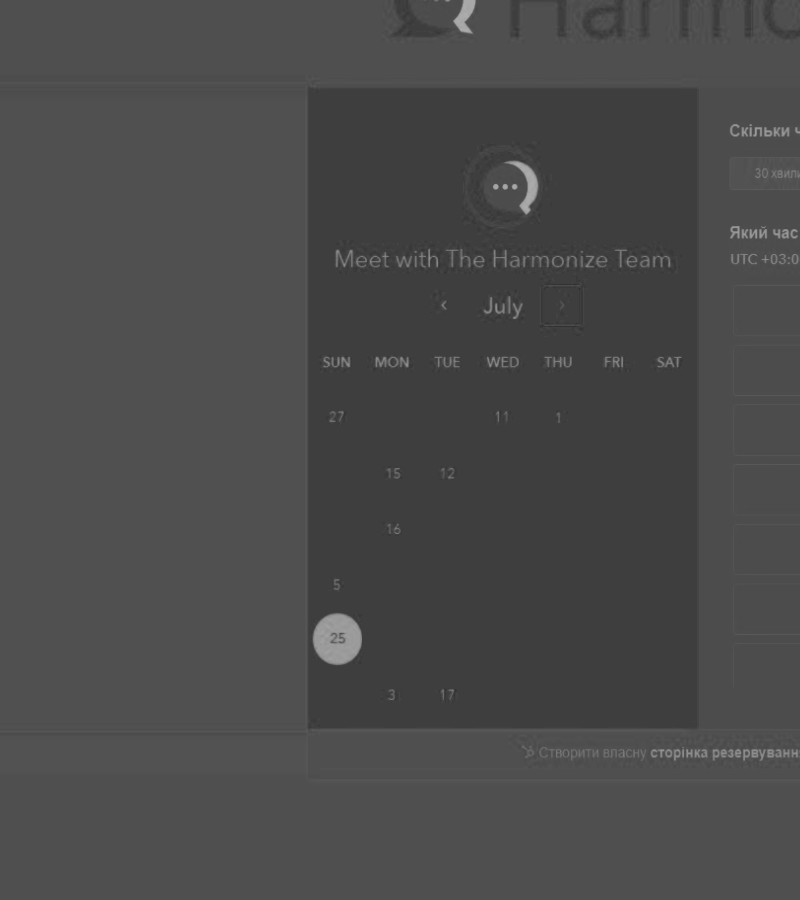 Harmo
Скільки ч
30 хвили
Meet with The Harmonize Team
Який час
UTC +03:0
July
SUN MON TUE WED THU FRI SAT
27 11 1
15 12
16
5
25
3 17
Створити власну сторінка резервуванн